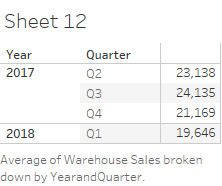 Sheet 12
Year Quarter
2017 Q2 23,138
Q3 24,135
Q4 21,169
2018 Q1 19,646
Average of Warehouse Sales broken
down by YearandQuarter.